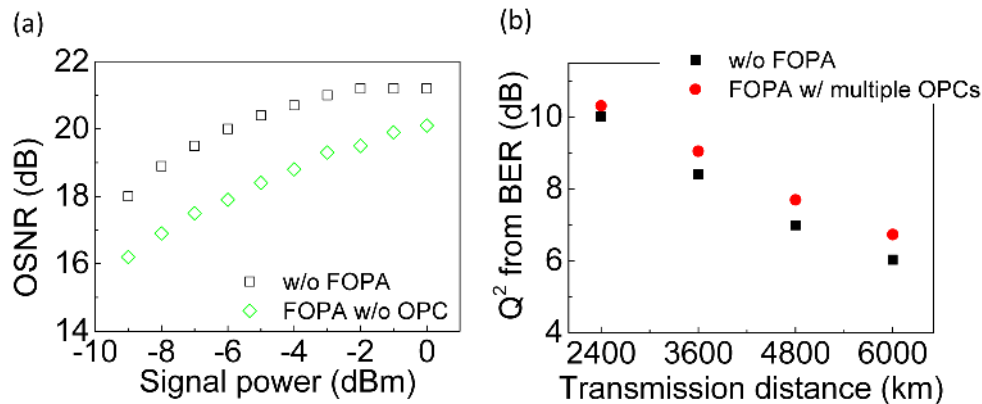 (a)
22
20
18
16
14
OSNR (dB)
w/o FOPA
FOPA w/o OPC
-10 -8 -6 -4 -2 0
Signal power (dBm)
(b)
w/o FOPA
FOPA w/ multiple OPCs
10
8
6
4
Q² from BER (dB)
2400 3600 4800 6000
Transmission distance (km)